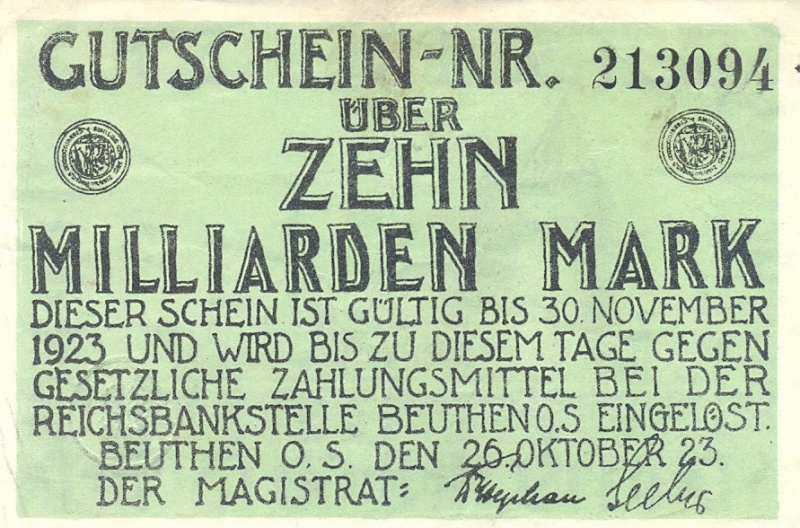 GUTSCHEIN-NR. 213094
ÜBER
ZEHN
MILLIARDEN MARK
DIESER SCHEIN IST GÜLTIG BIS 30. NOVEMBER
1923 UND WIRD BIS ZU DIESEM TAGE GEGEN
GESETZLICHE ZAHLUNGSMITTEL BEI DER
REICHSBANKSTELLE BEUTHEN O.S EINGELÖST.
BEUTHEN O. S. DEN 26. OKTOBER 23.
DER MAGISTRAT: